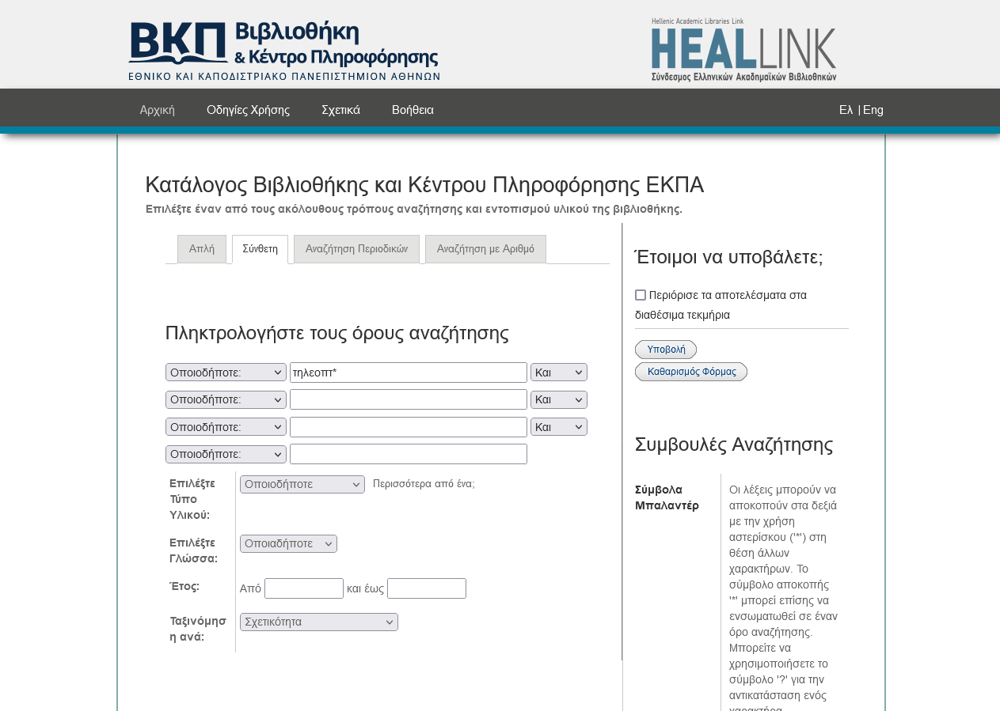 ΒΚΠ Βιβλιοθήκη
& Κέντρο Πληροφόρησης
ΕΘΝΙΚΟ ΚΑΙ ΚΑΠΟΔΙΣΤΡΙΑΚΟ ΠΑΝΕΠΙΣΤΗΜΙΟΝ ΑΘΗΝΩΝ
Hellenic Academic Libraries Link
HEALLINK
Σύνδεσμος Ελληνικών Ακαδημαϊκών Βιβλιοθηκών
Αρχική Οδηγίες Χρήσης Σχετικά Βοήθεια Ελ | Eng
Κατάλογος Βιβλιοθήκης και Κέντρου Πληροφόρησης ΕΚΠΑ
Επιλέξτε έναν από τους ακόλουθους τρόπους αναζήτησης και εντοπισμού υλικού της βιβλιοθήκης.
Απλή Σύνθετη Αναζήτηση Περιοδικών Αναζήτηση με Αριθμό
Πληκτρολογήστε τους όρους αναζήτησης
Οποιοδήποτε: τηλεοπτ* Και
Οποιοδήποτε: Και
Οποιοδήποτε: Και
Οποιοδήποτε:
Επιλέξτε
Τύπο
Υλικού:
Οποιοδήποτε Περισσότερα από ένα;
Επιλέξτε
Γλώσσα:
Οποιαδήποτε
Έτος: Από και έως
Ταξινόμησ
η ανά:
Σχετικότητα
Έτοιμοι να υποβάλετε;
Περιόρισε τα αποτελέσματα στα
διαθέσιμα τεκμήρια
Υποβολή
Καθαρισμός Φόρμας
Συμβουλές Αναζήτησης
Σύμβολα
Μπαλαντέρ
Οι λέξεις μπορούν να
αποκοπούν στα δεξιά
με την χρήση
αστερίσκου ('*') στη
θέση άλλων
χαρακτήρων. Το
σύμβολο αποκοπής
'*' μπορεί επίσης να
ενσωματωθεί σε έναν
όρο αναζήτησης.
Μπορείτε να
χρησιμοποιήσετε το
σύμβολο '?' για την
αντικατάσταση ενός
χαρακτήρα